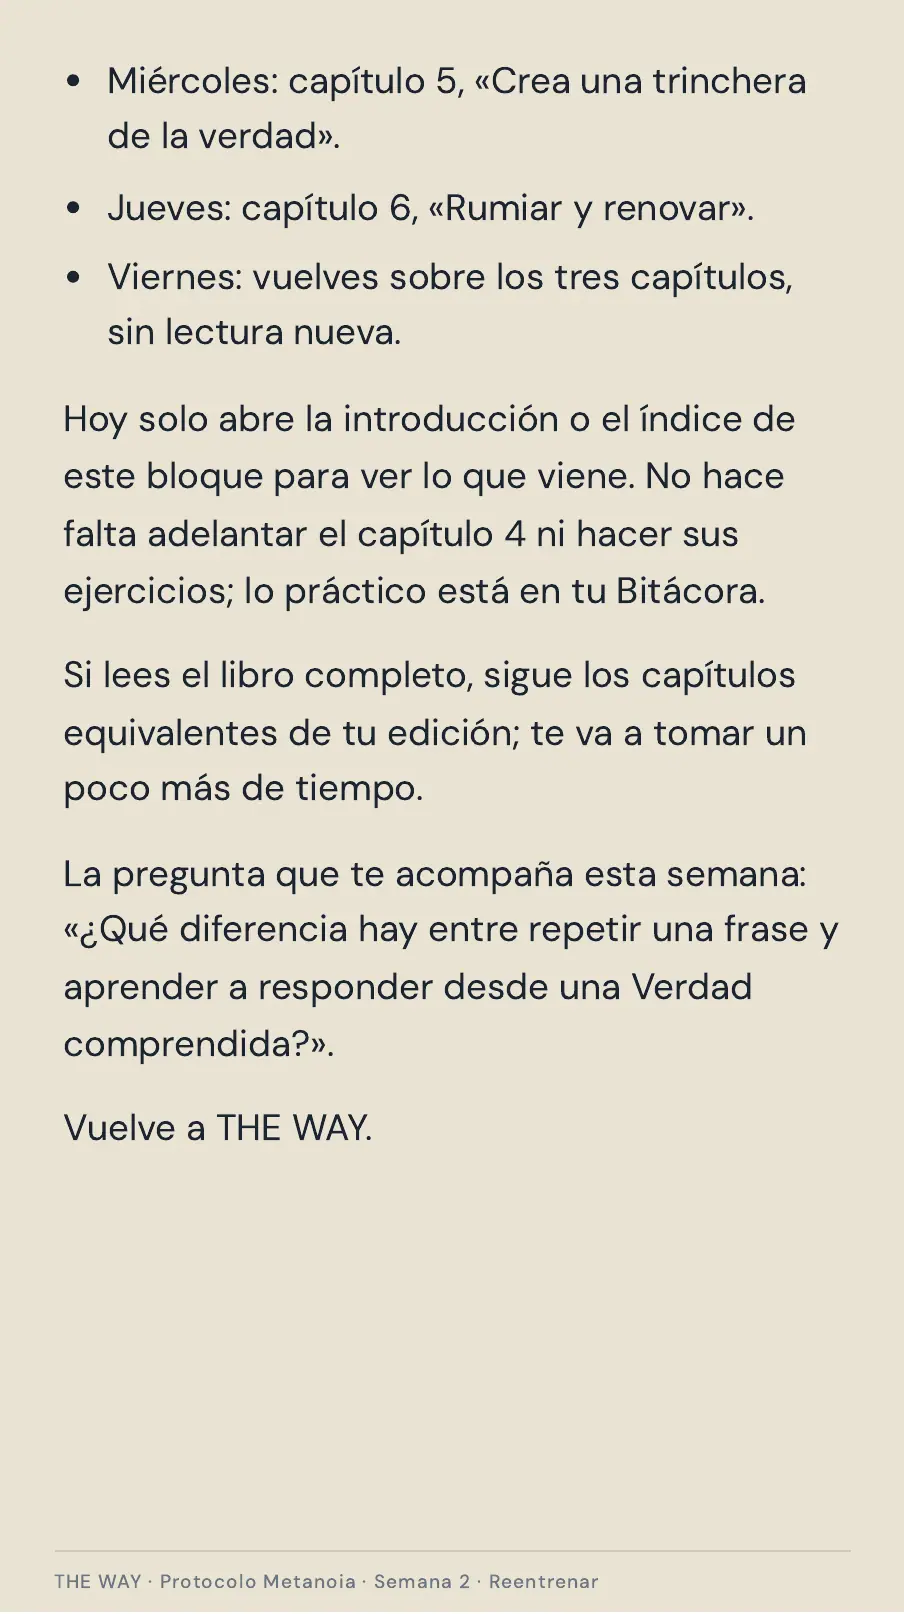 • Miércoles: capítulo 5, «Crea una trinchera
de la verdad».
• Jueves: capítulo 6, «Rumiar y renovar».
• Viernes: vuelves sobre los tres capítulos,
sin lectura nueva.
Hoy solo abre la introducción o el índice de
este bloque para ver lo que viene. No hace
falta adelantar el capítulo 4 ni hacer sus
ejercicios; lo práctico está en tu Bitácora.
Si lees el libro completo, sigue los capítulos
equivalentes de tu edición; te va a tomar un
poco más de tiempo.
La pregunta que te acompaña esta semana:
«¿Qué diferencia hay entre repetir una frase y
aprender a responder desde una Verdad
comprendida?».
Vuelve a THE WAY.
THE WAY · Protocolo Metanoia · Semana 2 · Reentrenar